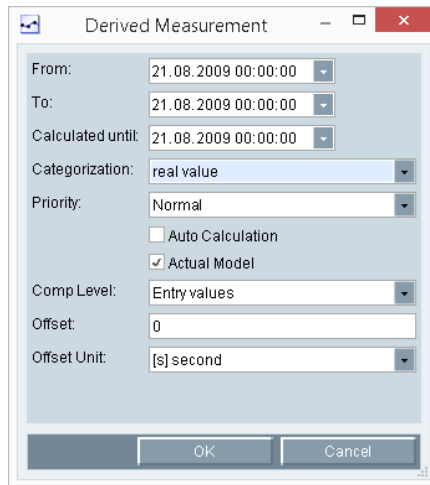 Derived Measurement
From: 21.08.2009 00:00:00
To: 21.08.2009 00:00:00
Calculated until: 21.08.2009 00:00:00
Categorization: real value
Priority: Normal
Auto Calculation
Actual Model
Comp Level: Entry values
Offset: 0
Offset Unit: [s] second
OK Cancel